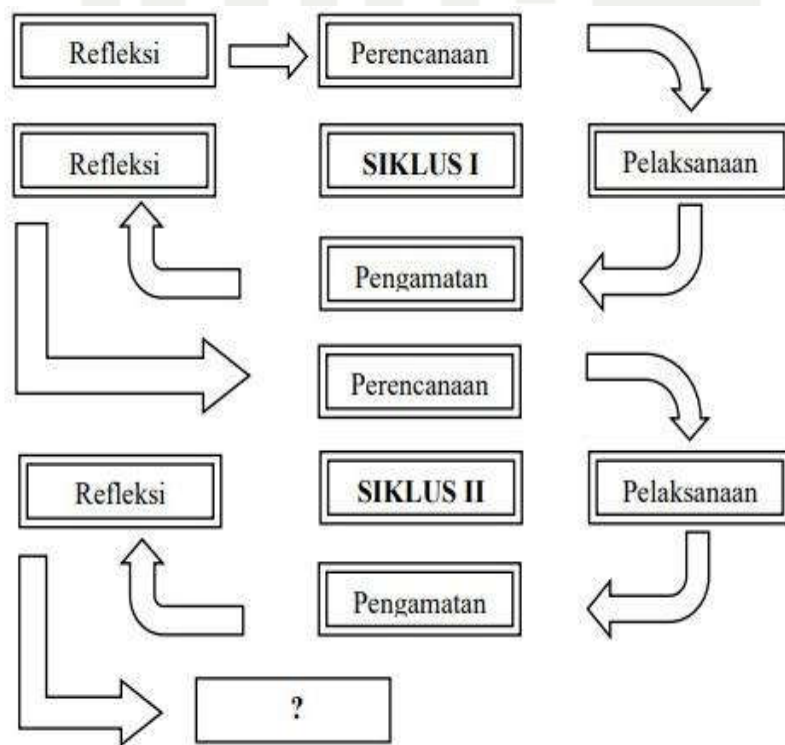 Refleksi
Perencanaan
Refleksi
SIKLUS I
Pelaksanaan
Pengamatan
Perencanaan
Refleksi
SIKLUS II
Pelaksanaan
Pengamatan
?